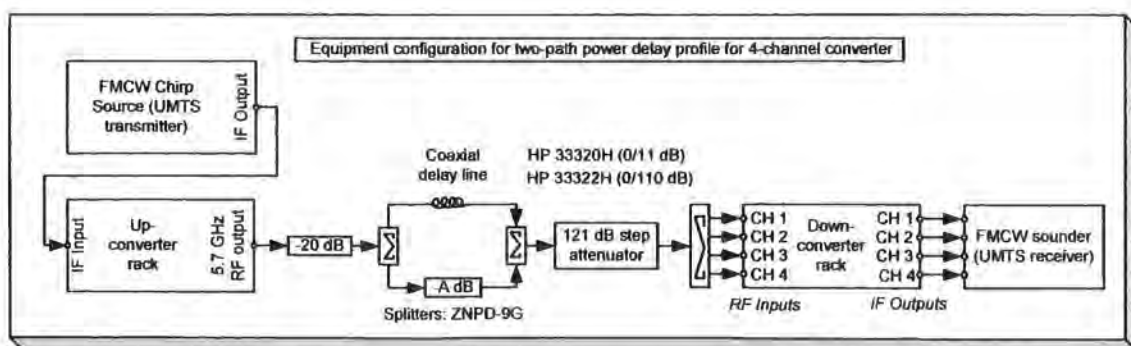 Equipment configuration for two-path power delay profile for 4-channel converter
FMCW Chirp
Source (UMTS
transmitter)
IF Output
Coaxial
delay line
HP 33320H (0/11 dB)
HP 33322H (0/110 dB)
IF Input
Up-
converter
rack
5.7 GHz
RF output
-20 dB
Σ
-A dB
Σ
Splitters: ZNPD-9G
121 dB step
attenuator
Σ
CH 1
CH 2
CH 3
CH 4
Down-
converter
rack
CH 1
CH 2
CH 3
CH 4
RF Inputs
IF Outputs
FMCW sounder
(UMTS receiver)